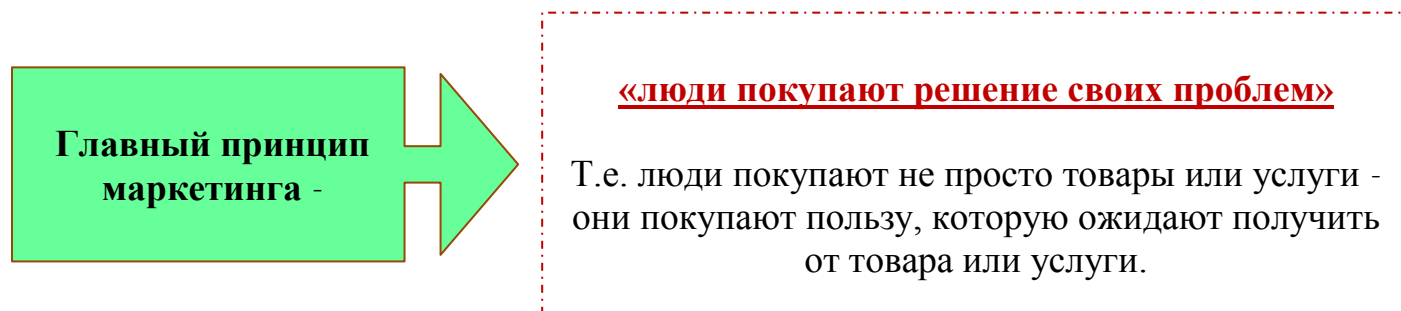 Главный принцип
маркетинга -
«люди покупают решение своих проблем»
Т.е. люди покупают не просто товары или услуги -
они покупают пользу, которую ожидают получить
от товара или услуги.